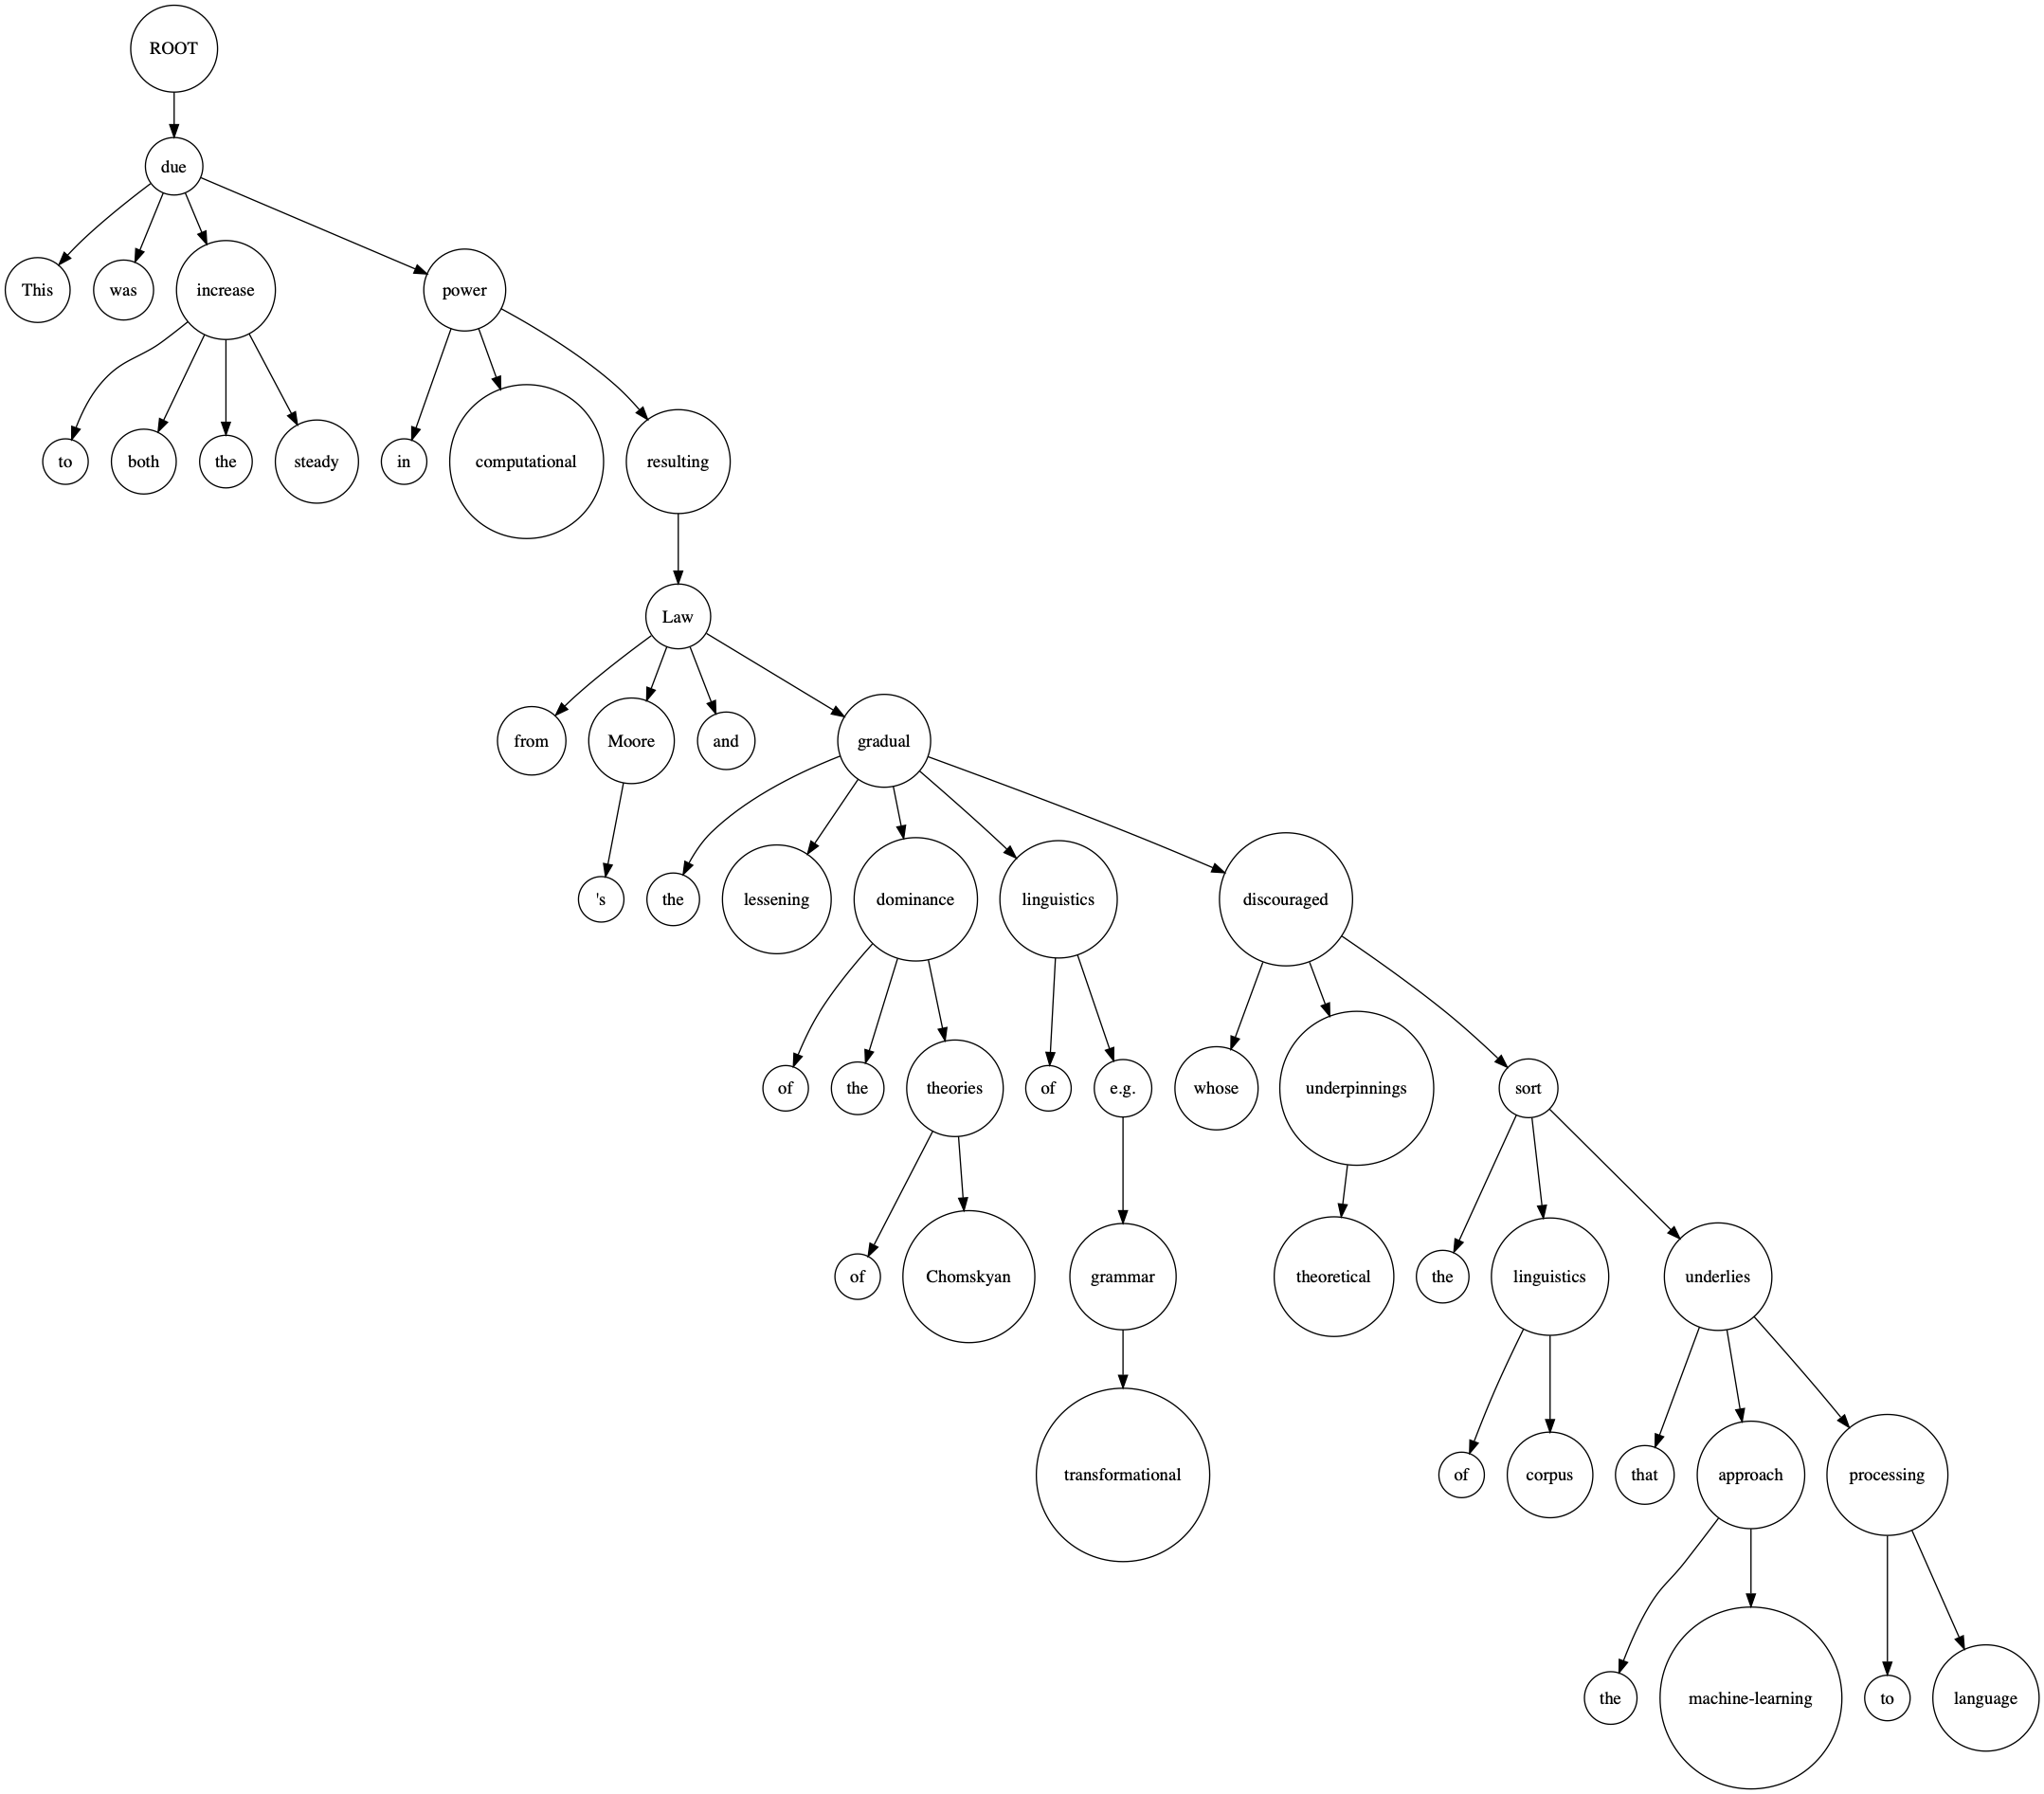 ROOT
due
This was increase power
to both the steady in computational resulting
Law
from Moore and gradual
's the lessening dominance linguistics discouraged
of the theories of e.g. whose underpinnings sort
of Chomskyan grammar theoretical the linguistics underlies
transformational of corpus that approach processing
the machine-learning to language